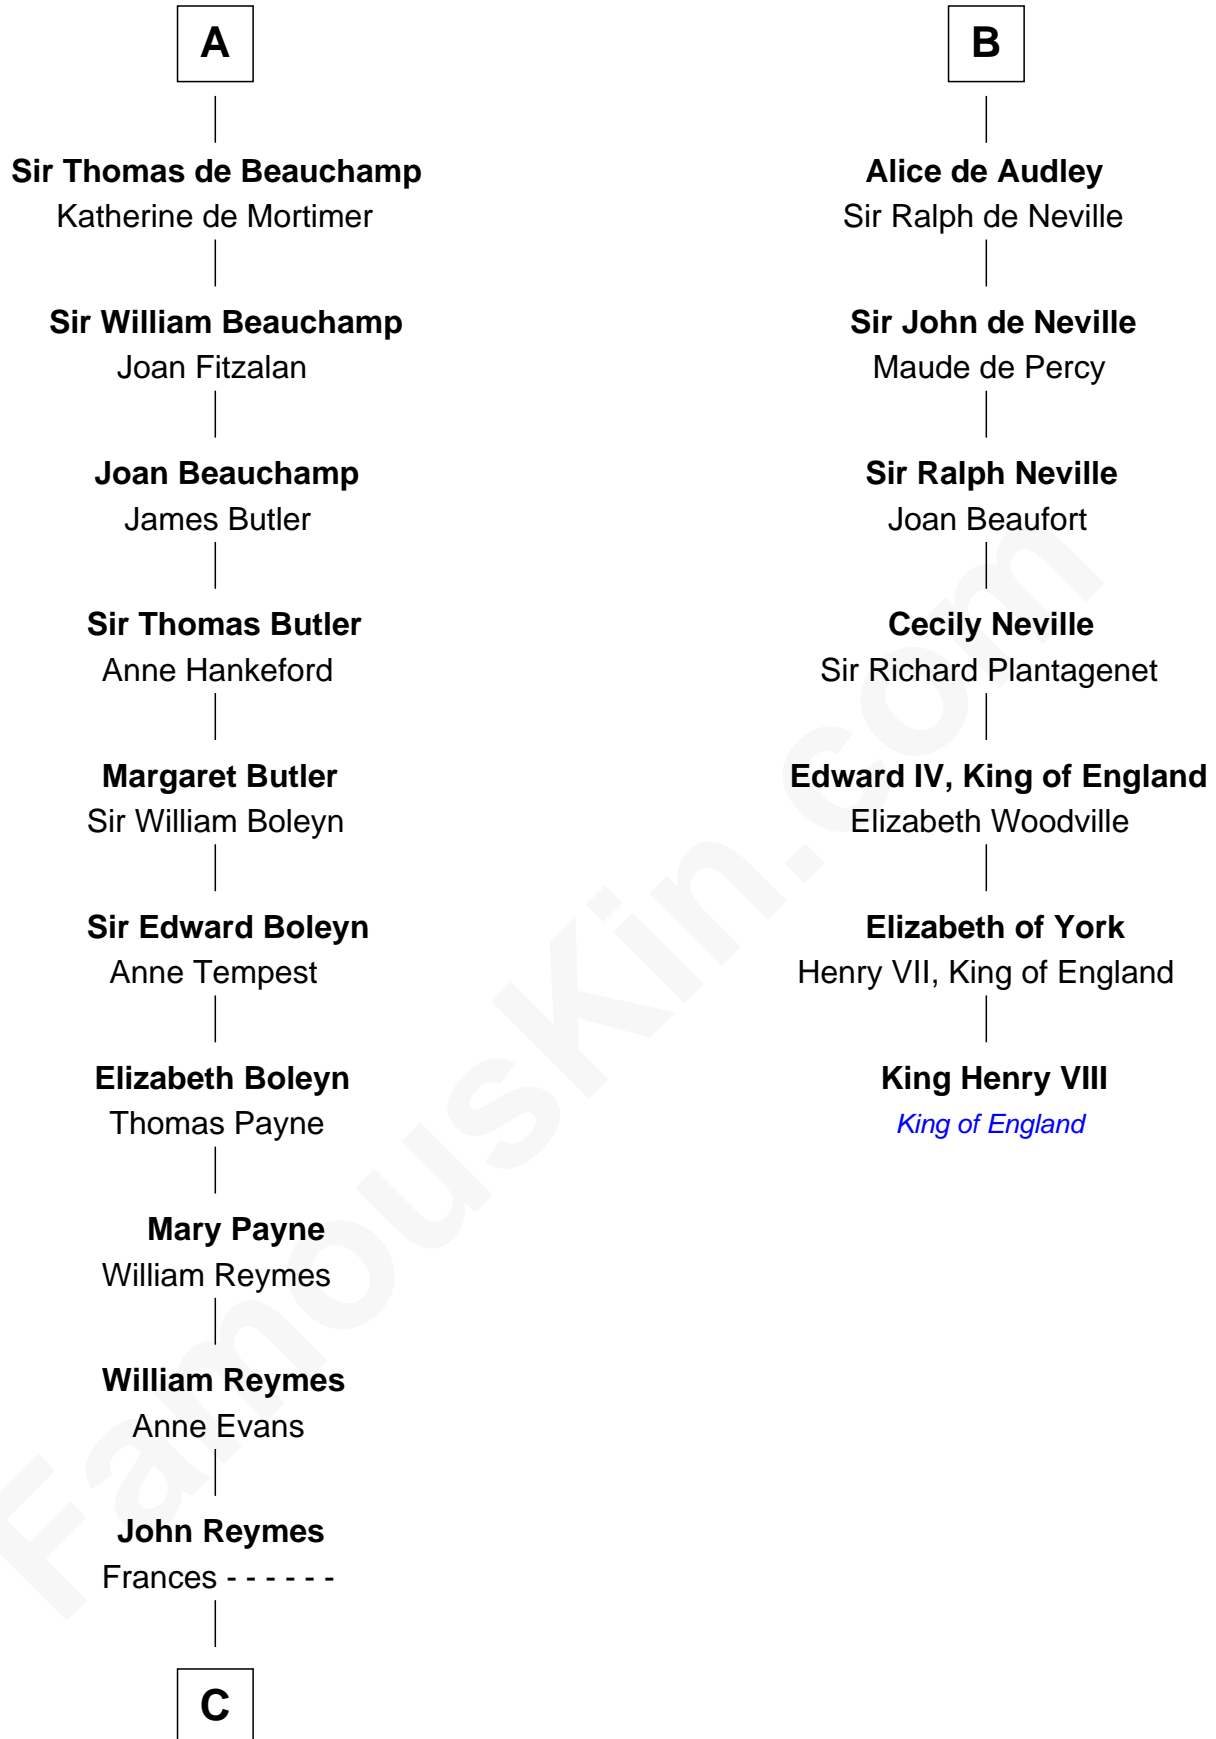 A
Sir Thomas de Beauchamp
Katherine de Mortimer
Sir William Beauchamp
Joan Fitzalan
Joan Beauchamp
James Butler
Sir Thomas Butler
Anne Hankeford
Margaret Butler
Sir William Boleyn
Sir Edward Boleyn
Anne Tempest
Elizabeth Boleyn
Thomas Payne
Mary Payne
William Reymes
William Reymes
Anne Evans
John Reymes
Frances - - - - - -
C
B
Alice de Audley
Sir Ralph de Neville
Sir John de Neville
Maude de Percy
Sir Ralph Neville
Joan Beaufort
Cecily Neville
Sir Richard Plantagenet
Edward IV, King of England
Elizabeth Woodville
Elizabeth of York
Henry VII, King of England
King Henry VIII
King of England
FamousKin.com